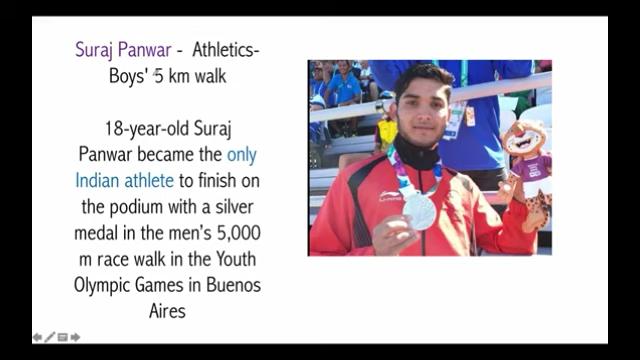 Suraj Panwar - Athletics-
Boys' 5 km walk
18-year-old Suraj
Panwar became the only
Indian athlete to finish on
the podium with a silver
medal in the men's 5,000
m race walk in the Youth
Olympic Games in Buenos
Aires
LI-NING